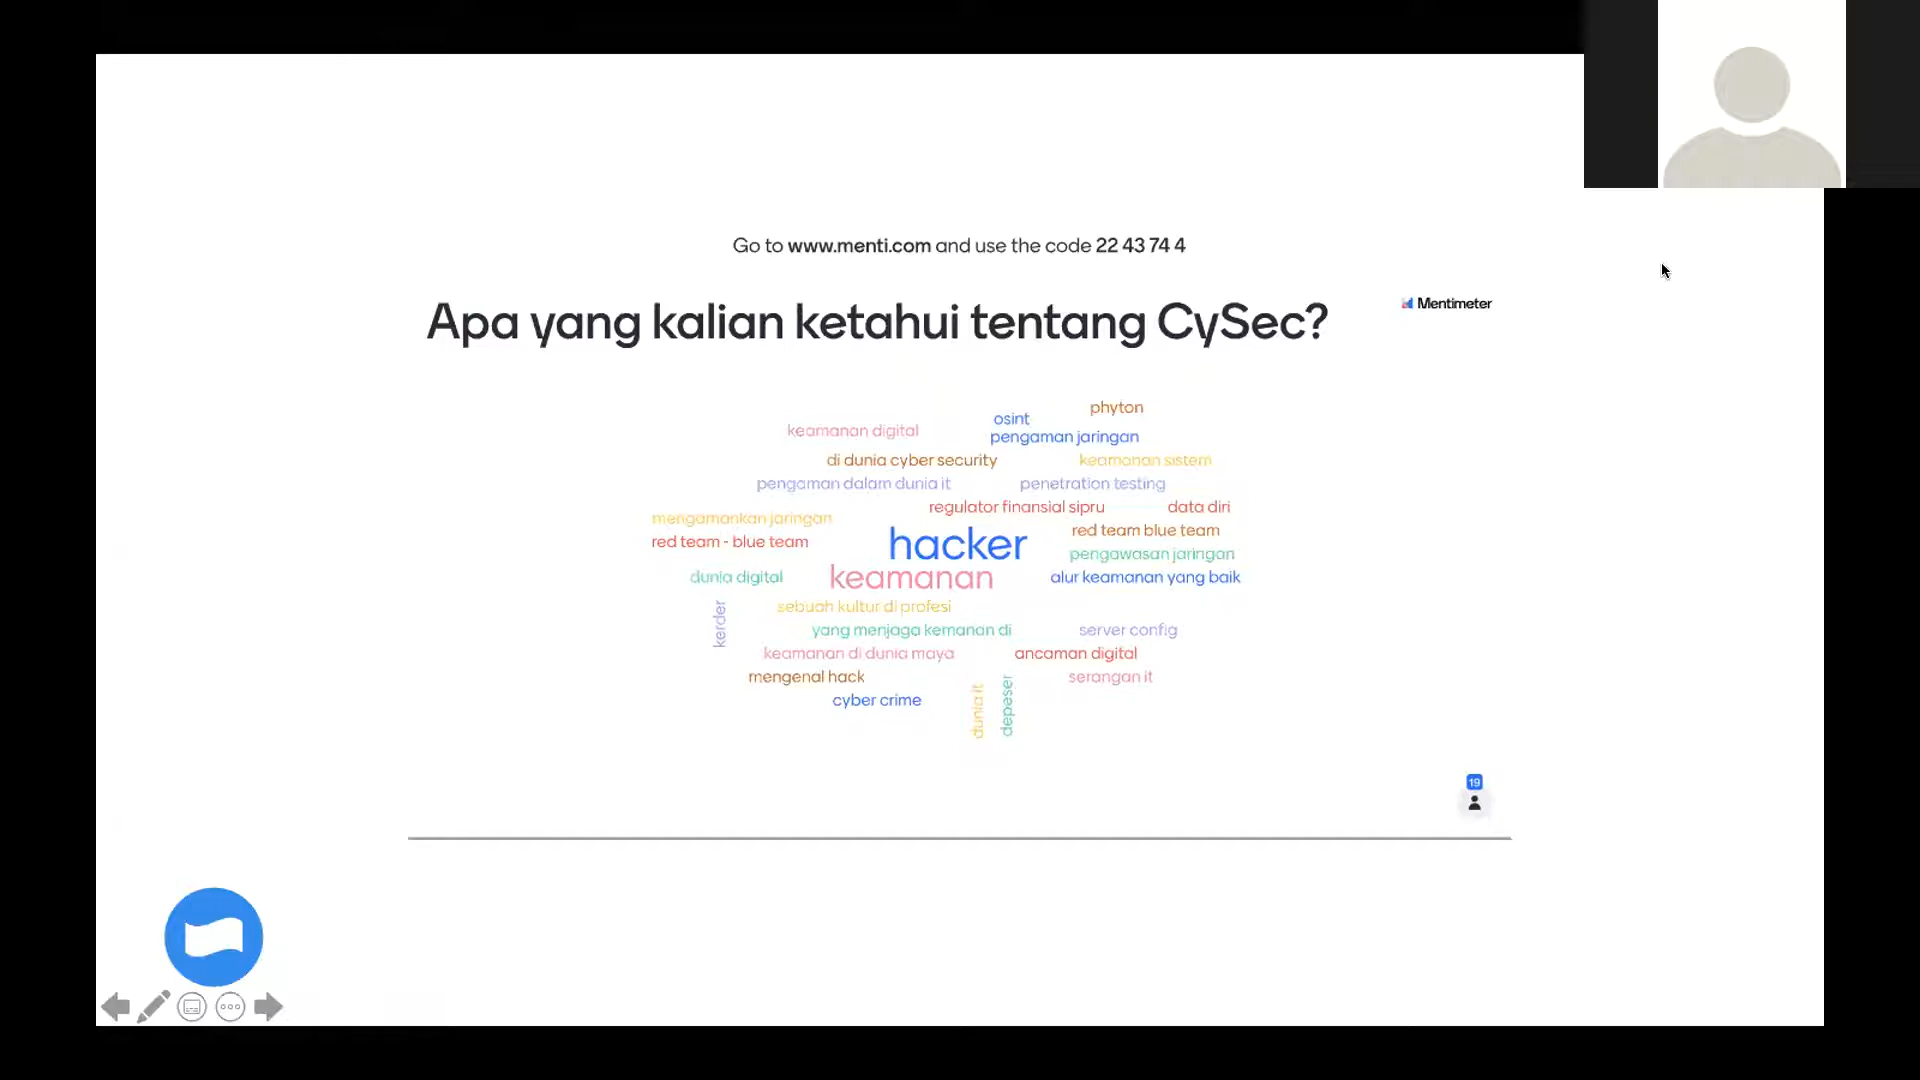 Go to www.menti.com and use the code 22 43 74 4
Apa yang kalian ketahui tentang CySec?
Mentimeter
phyton
osint
keamanan digital
pengaman jaringan
di dunia cyber security
keamanan sistem
pengaman dalam dunia it
penetration testing
regulator finansial sipru
data diri
mengamankan jaringan
red team blue team
red team - blue team
hacker
pengawasan jaringan
dunia digital
keamanan
alur keamanan yang baik
sebuah kultur di profesi
kerder
yang menjaga kemanan di
server config
keamanan di dunia maya
ancaman digital
mengenal hack
serangan it
cyber crime
dunia it
depeser
19